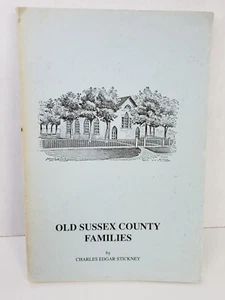 OLD SUSSEX COUNTY
FAMILIES
by
CHARLES EDGAR STICKNEY